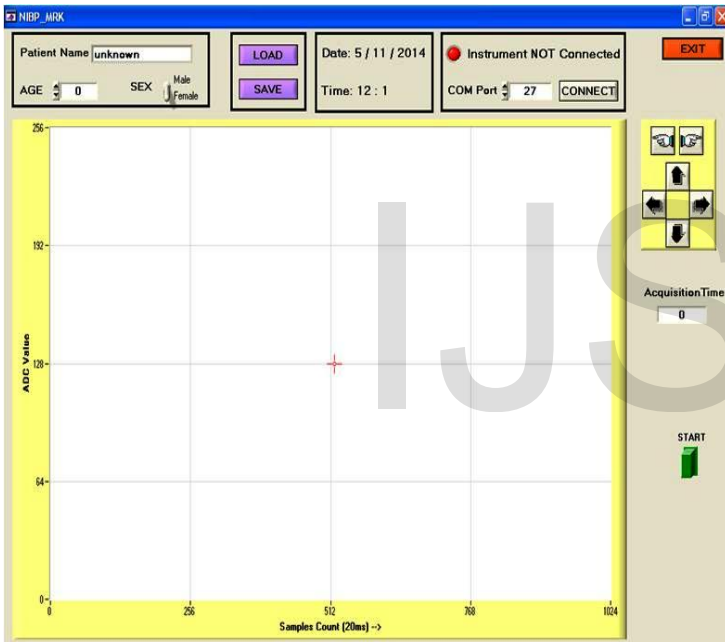 NIBP_MRK
Patient Name unknown
AGE 0 SEX Male
Female
LOAD
SAVE
Date: 5 / 11 / 2014
Time: 12 : 1
Instrument NOT Connected
COM Port 27 CONNECT
EXIT
256-
192-
128-
64-
0-
ADC Value
0 256 512 768 1024
Samples Count (20ms) -->
AcquisitionTime
0
START
IJS